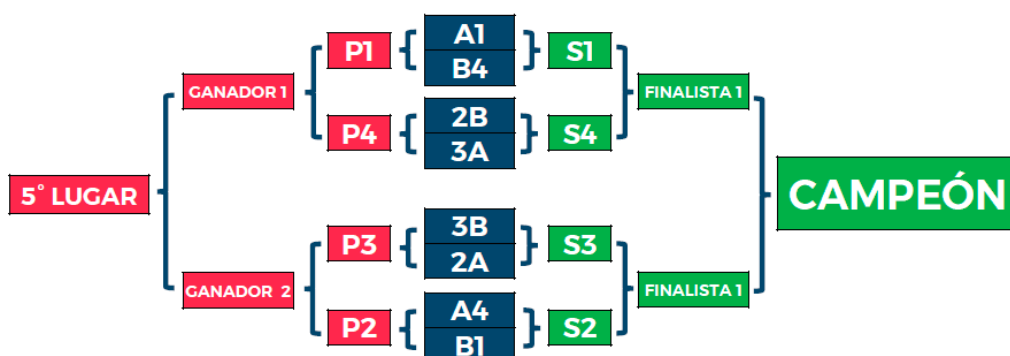 A1
P1
S1
B4
GANADOR 1
FINALISTA 1
2B
P4
S4
3A
5° LUGAR
CAMPEÓN
3B
P3
S3
2A
GANADOR 2
FINALISTA 1
A4
P2
S2
B1